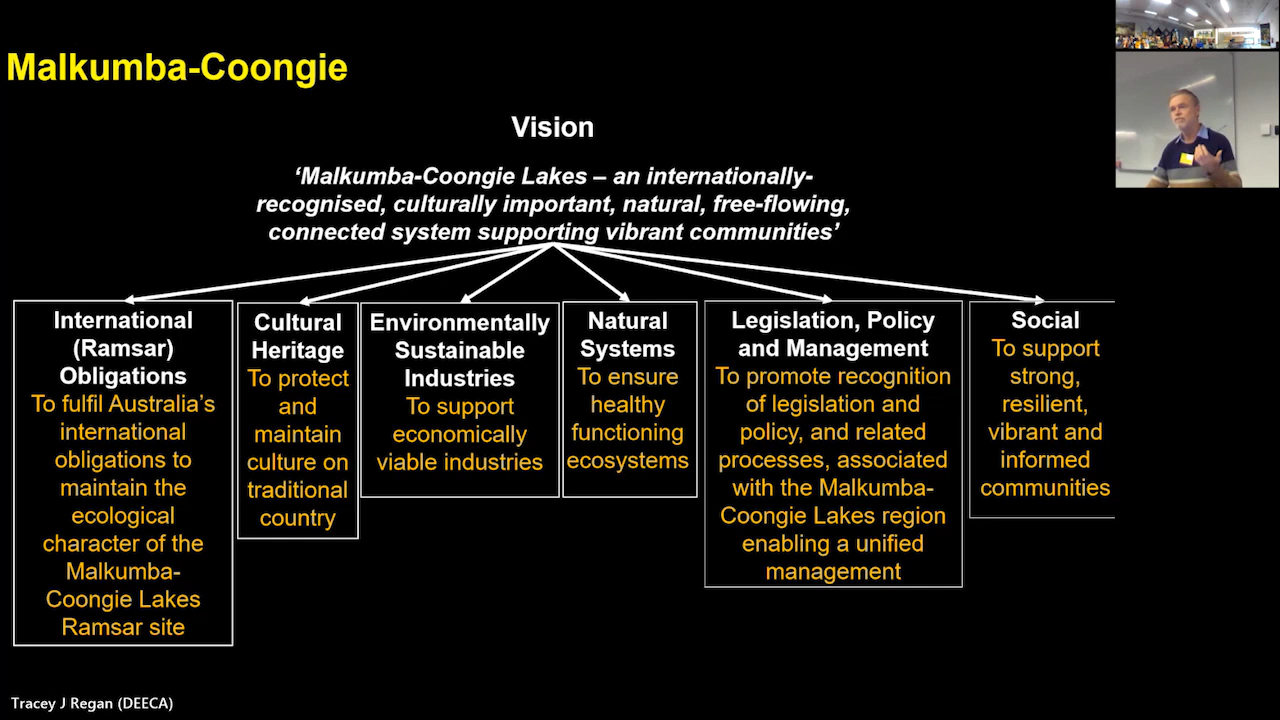 Malkumba-Coongie
Vision
‘Malkumba-Coongie Lakes – an internationally-
recognised, culturally important, natural, free-flowing,
connected system supporting vibrant communities’
International
(Ramsar)
Obligations
To fulfil Australia’s
international
obligations to
maintain the
ecological
character of the
Malkumba-
Coongie Lakes
Ramsar site
Cultural
Heritage
To protect
and
maintain
culture on
traditional
country
Environmentally
Sustainable
Industries
To support
economically
viable industries
Natural
Systems
To ensure
healthy
functioning
ecosystems
Legislation, Policy
and Management
To promote recognition
of legislation and
policy, and related
processes, associated
with the Malkumba-
Coongie Lakes region
enabling a unified
management
Social
To support
strong,
resilient,
vibrant and
informed
communities
Tracey J Regan (DEECA)